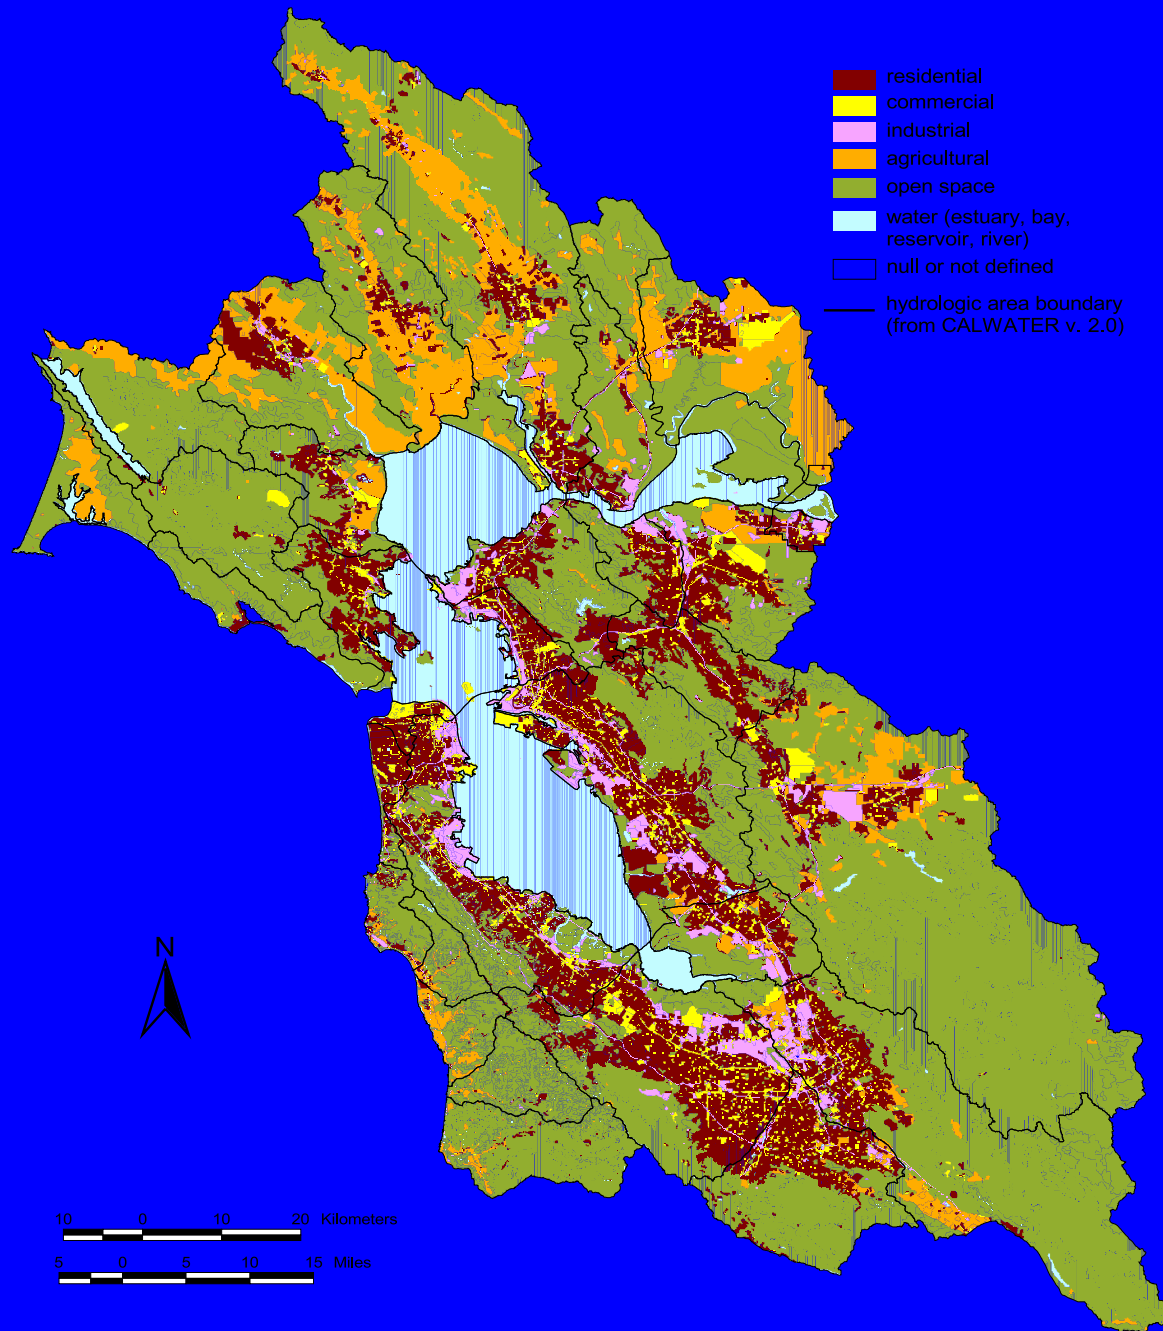 residential
commercial
industrial
agricultural
open space
water (estuary, bay,
reservoir, river)
null or not defined
hydrologic area boundary
(from CALWATER v. 2.0)
N
10 0 10 20 Kilometers
5 0 5 10 15 Miles